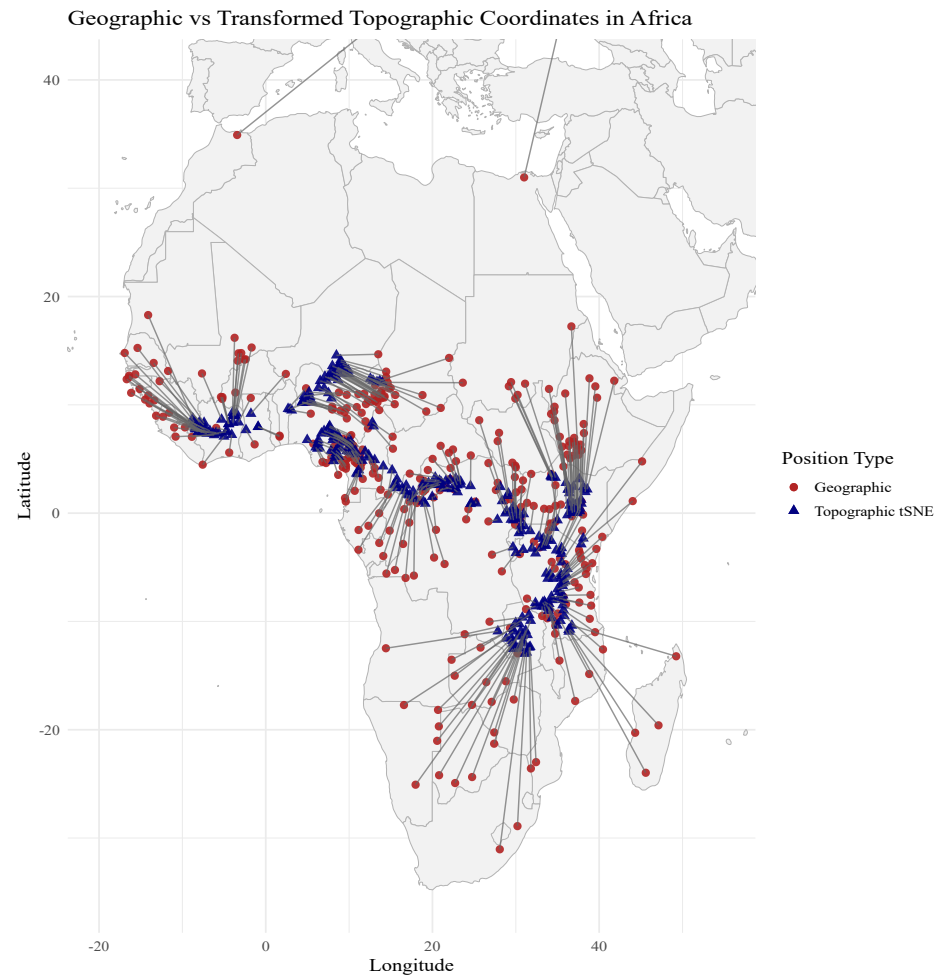 Geographic vs Transformed Topographic Coordinates in Africa
40
20
0
-20
Latitude
-20
0
20
40
Longitude
Position Type
Geographic
Topographic tSNE